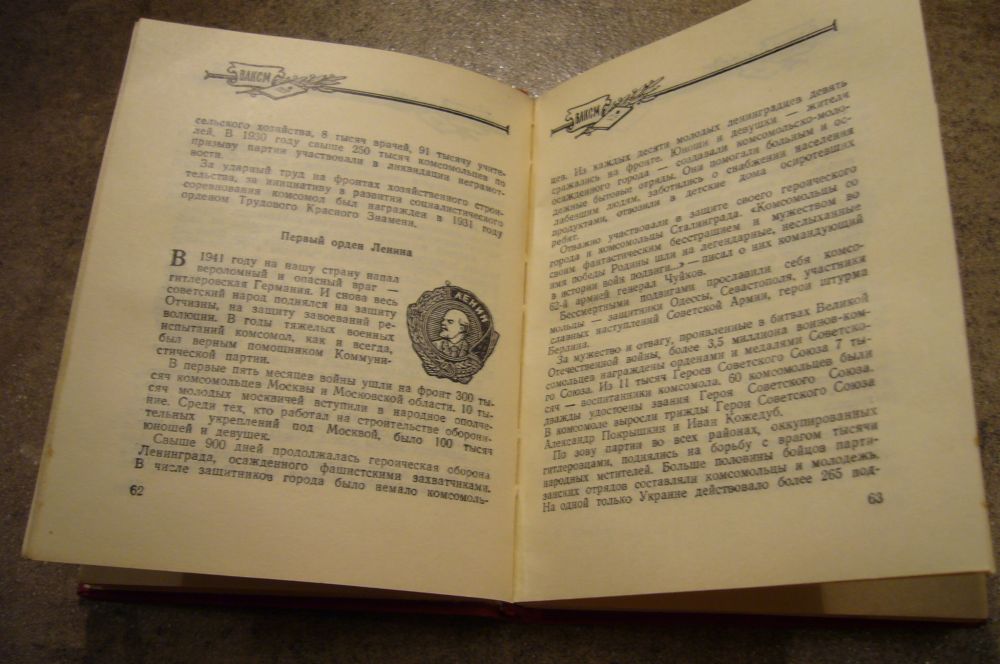 ВЛКСМ
сельского хозяйства, 8 тысяч врачей, 91 тысячу учите-
лей. В 1930 году свыше 250 тысяч комсомольцев по
призыву партии участвовали в ликвидации неграмот-
ности.
За ударный труд на фронтах хозяйственного строи-
тельства, за инициативу в развитии социалистического
соревнования комсомол был награжден в 1931 году
орденом Трудового Красного Знамени.
Первый орден Ленина
В 1941 году на нашу страну напал
вероломный и опасный враг —
гитлеровская Германия. И снова весь
советский народ поднялся на защиту
Отчизны, на защиту завоеваний ре-
волюции. В годы тяжелых военных
испытаний комсомол, как и всегда,
был верным помощником Коммуни-
стической партии.
ЛЕНИН
В первые пять месяцев войны ушли на фронт 300 ты-
сяч комсомольцев Москвы и Московской области. 10 ты-
сяч молодых москвичей вступили в народное ополче-
ние. Среди тех, кто работал на строительстве оборони-
тельных укреплений под Москвой, было 100 тысяч
юношей и девушек.
Свыше 900 дней продолжалась героическая оборона
Ленинграда, осажденного фашистскими захватчиками.
В числе защитников города было немало комсомоль-
62
ВЛКСМ
цев. Из каждых десяти молодых ленинградцев девять
сражались на фронте. Юноши и девушки — жители
осажденного города — создавали комсомольско-моло-
дежные бытовые отряды. Они помогали больным и ос-
лабевшим людям, заботились о снабжении населения
продуктами, отвозили в детские дома осиротевших
ребят.
Отважно участвовали в защите своего героического
города и комсомольцы Сталинграда. «Комсомольцы со
своим фантастическим бесстрашием и мужеством во
имя победы Родины шли на легендарные, неслыханные
в истории войн подвиги...» — писал о них командующий
62-й армией генерал Чуйков.
Бессмертными подвигами прославили себя комсо-
мольцы — защитники Одессы, Севастополя, участники
славных наступлений Советской Армии, герои штурма
Берлина.
За мужество и отвагу, проявленные в битвах Великой
Отечественной войны, более 3,5 миллиона воинов-ком-
сомольцев награждены орденами и медалями Советско-
го Союза. Из 11 тысяч Героев Советского Союза 7 ты-
сяч — воспитанники комсомола. 60 комсомольцев были
дважды удостоены звания Героя Советского Союза.
В комсомоле выросли трижды Герои Советского Союза
Александр Покрышкин и Иван Кожедуб.
По зову партии во всех районах, оккупированных
гитлеровцами, поднялись на борьбу с врагом тысячи
народных мстителей. Больше половины бойцов парти-
занских отрядов составляли комсомольцы и молодежь.
На одной только Украине действовало более 265 под-
63